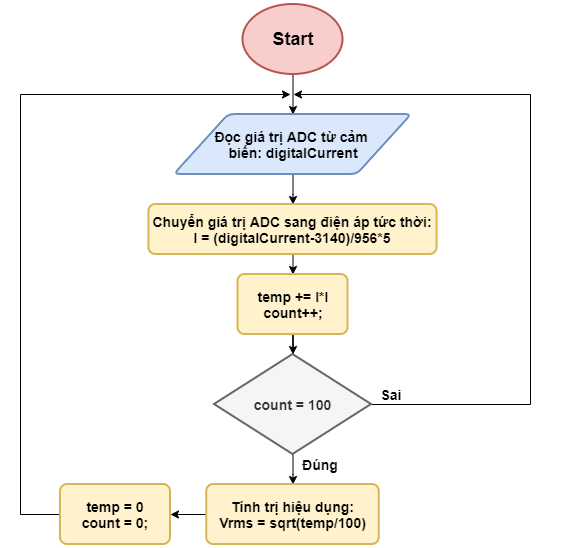 Start
Đọc giá trị ADC từ cảm
biến: digitalCurrent
Chuyển giá trị ADC sang điện áp tức thời:
I = (digitalCurrent-3140)/956*5
temp += I*I
count++;
count = 100
Sai
Đúng
Tính trị hiệu dụng:
Vrms = sqrt(temp/100)
temp = 0
count = 0;